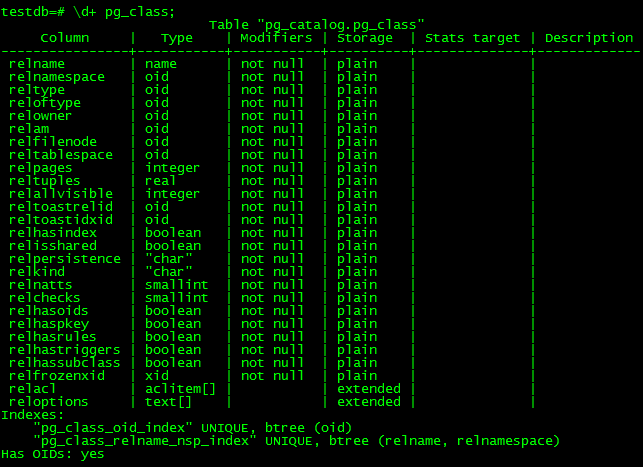 testdb=# \d+ pg_class;
                          Table "pg_catalog.pg_class"
     Column     |   Type    | Modifiers | Storage  | Stats target | Description
----------------+-----------+-----------+----------+--------------+-------------
 relname        | name      | not null  | plain    |              |
 relnamespace   | oid       | not null  | plain    |              |
 reltype        | oid       | not null  | plain    |              |
 reloftype      | oid       | not null  | plain    |              |
 relowner       | oid       | not null  | plain    |              |
 relam          | oid       | not null  | plain    |              |
 relfilenode    | oid       | not null  | plain    |              |
 reltablespace  | oid       | not null  | plain    |              |
 relpages       | integer   | not null  | plain    |              |
 reltuples      | real      | not null  | plain    |              |
 relallvisible  | integer   | not null  | plain    |              |
 reltoastrelid  | oid       | not null  | plain    |              |
 reltoastidxid  | oid       | not null  | plain    |              |
 relhasindex    | boolean   | not null  | plain    |              |
 relisshared    | boolean   | not null  | plain    |              |
 relpersistence | "char"    | not null  | plain    |              |
 relkind        | "char"    | not null  | plain    |              |
 relnatts       | smallint  | not null  | plain    |              |
 relchecks      | smallint  | not null  | plain    |              |
 relhasoids     | boolean   | not null  | plain    |              |
 relhaspkey     | boolean   | not null  | plain    |              |
 relhasrules    | boolean   | not null  | plain    |              |
 relhastriggers | boolean   | not null  | plain    |              |
 relhassubclass | boolean   | not null  | plain    |              |
 relfrozenxid   | xid       | not null  | plain    |              |
 relacl         | aclitem[] |           | extended |              |
 reloptions     | text[]    |           | extended |              |
Indexes:
    "pg_class_oid_index" UNIQUE, btree (oid)
    "pg_class_relname_nsp_index" UNIQUE, btree (relname, relnamespace)
Has OIDs: yes